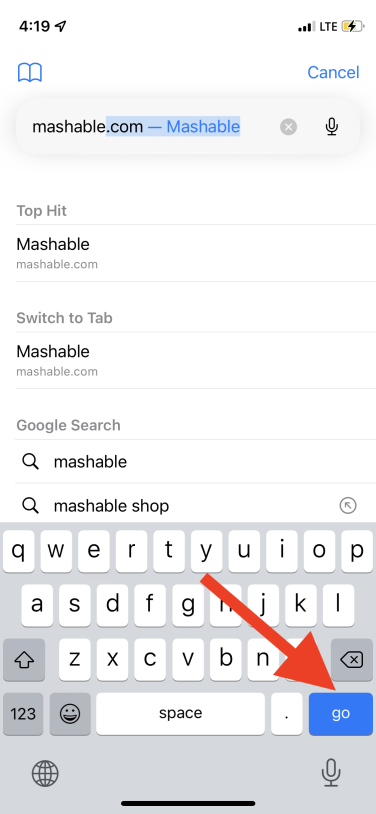 4:19 LTE
Cancel
mashable.com — Mashable
Top Hit
Mashable
mashable.com
Switch to Tab
Mashable
mashable.com
Google Search
mashable
mashable shop
q w e r t y u i o p
a s d f g h j k l
z x c v b n
123 space . go